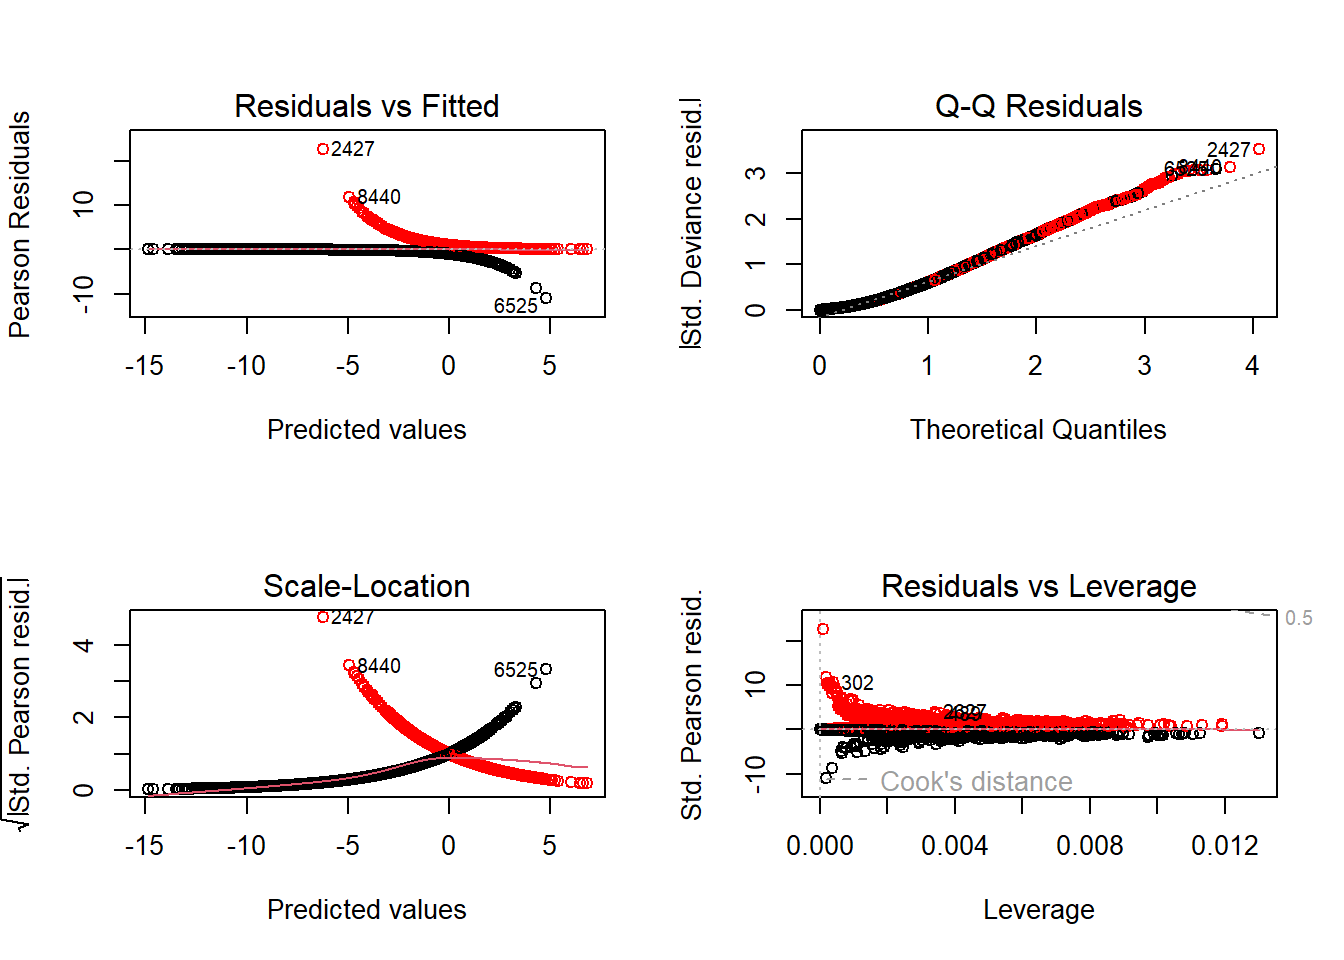 Residuals vs Fitted
Pearson Residuals
10
-10
2427
8440
6525
-15 -10 -5 0 5
Predicted values
Q-Q Residuals
|Std. Deviance resid.|
3
2
1
0
2427
8440
0 1 2 3 4
Theoretical Quantiles
Scale-Location
√|Std. Pearson resid.|
4
2
0
2427
8440
6525
-15 -10 -5 0 5
Predicted values
Residuals vs Leverage
Std. Pearson resid.
10
-10
0.5
302
Cook's distance
0.000 0.004 0.008 0.012
Leverage